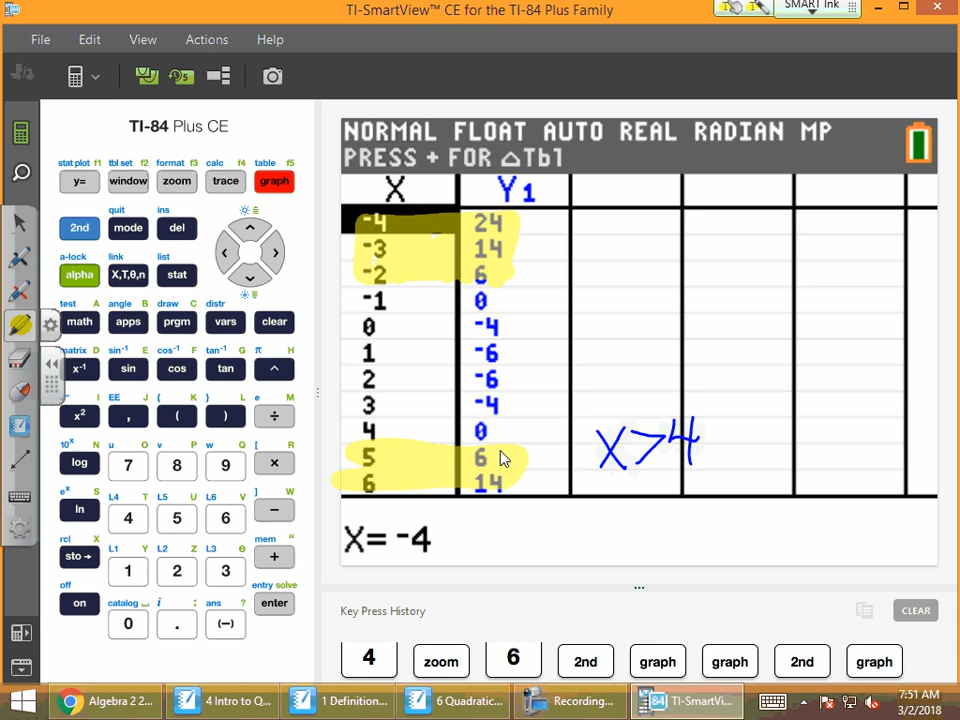 TI-SmartView™ CE for the TI-84 Plus Family
SMART Ink
File Edit View Actions Help
TI-84 Plus CE
stat plot f1 tbl set f2 format f3 calc f4 table f5
y= window zoom trace graph
quit ins
2nd mode del
a-lock link list
alpha X,T,θ,n stat
test A angle B draw C distr
math apps prgm vars clear
matrix D sin⁻¹ E cos⁻¹ F tan⁻¹ G π H
x⁻¹ sin cos tan ^
I EE J { K } L e M
x² , ( ) ÷
10ˣ N u O v P w Q [ R
log 7 8 9 ×
eˣ S L4 T L5 U L6 V ] W
ln 4 5 6 −
rcl X L1 Y L2 Z L3 θ mem "
sto→ 1 2 3 +
off catalog i : ans ? entry solve
on 0 . (−) enter
NORMAL FLOAT AUTO REAL RADIAN MP
PRESS + FOR △Tbl
X Y1
-4 24
-3 14
-2 6
-1 0
0 -4
1 -6
2 -6
3 -4
4 0
5 6
6 14
X>4
X= -4
Key Press History
CLEAR
4 zoom 6 2nd graph graph 2nd graph
Algebra 2 2... 4 Intro to Q... 1 Definition... 6 Quadratic... Recording... TI-SmartVi...
7:51 AM
3/2/2018